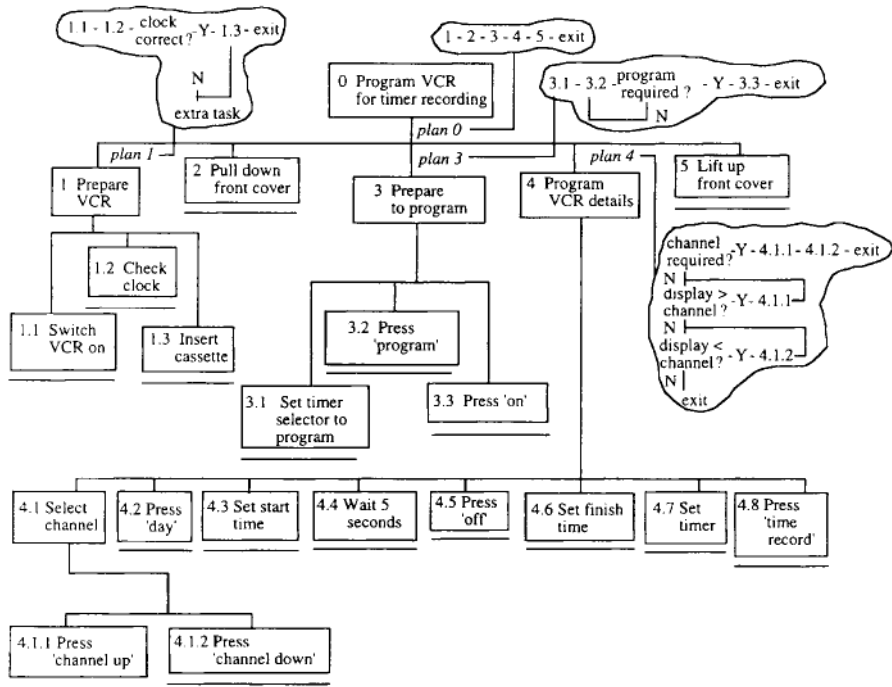 1.1 - 1.2 - clock correct? - Y - 1.3 - exit
N
extra task
1 - 2 - 3 - 4 - 5 - exit
0 Program VCR
for timer recording
3.1 - 3.2 - program required? - Y - 3.3 - exit
N
plan 0
plan 1
plan 3
plan 4
1 Prepare
VCR
2 Pull down
front cover
3 Prepare
to program
4 Program
VCR details
5 Lift up
front cover
channel required? - Y - 4.1.1 - 4.1.2 - exit
N
display > channel? - Y - 4.1.1
N
display < channel? - Y - 4.1.2
N
exit
1.2 Check
clock
1.1 Switch
VCR on
1.3 Insert
cassette
3.2 Press
'program'
3.1 Set timer
selector to
program
3.3 Press 'on'
4.1 Select
channel
4.2 Press
'day'
4.3 Set start
time
4.4 Wait 5
seconds
4.5 Press
'off'
4.6 Set finish
time
4.7 Set
timer
4.8 Press
'time
record'
4.1.1 Press
'channel up'
4.1.2 Press
'channel down'